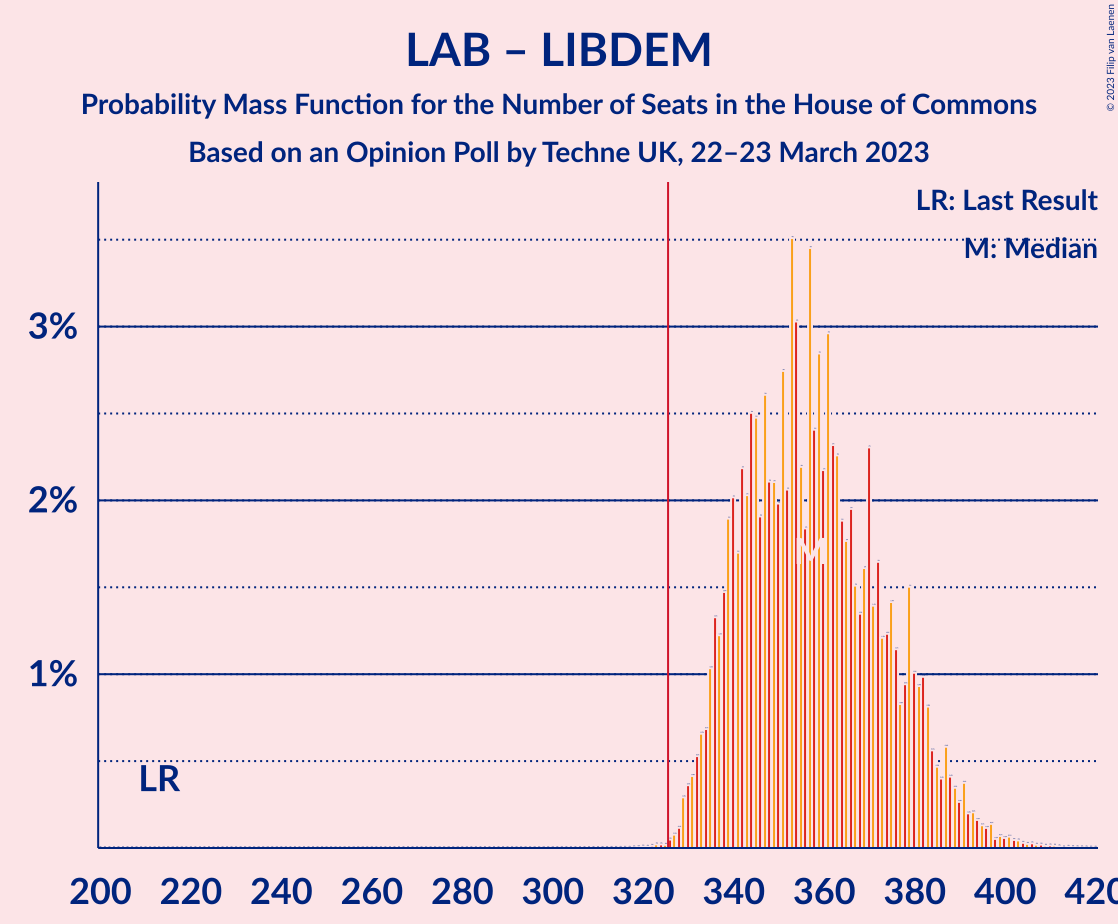 LAB – LIBDEM
Probability Mass Function for the Number of Seats in the House of Commons
Based on an Opinion Poll by Techne UK, 22–23 March 2023
© 2023 Filip van Laenen
LR: Last Result
M: Median
3%
2%
1%
M
LR
200 220 240 260 280 300 320 340 360 380 400 420